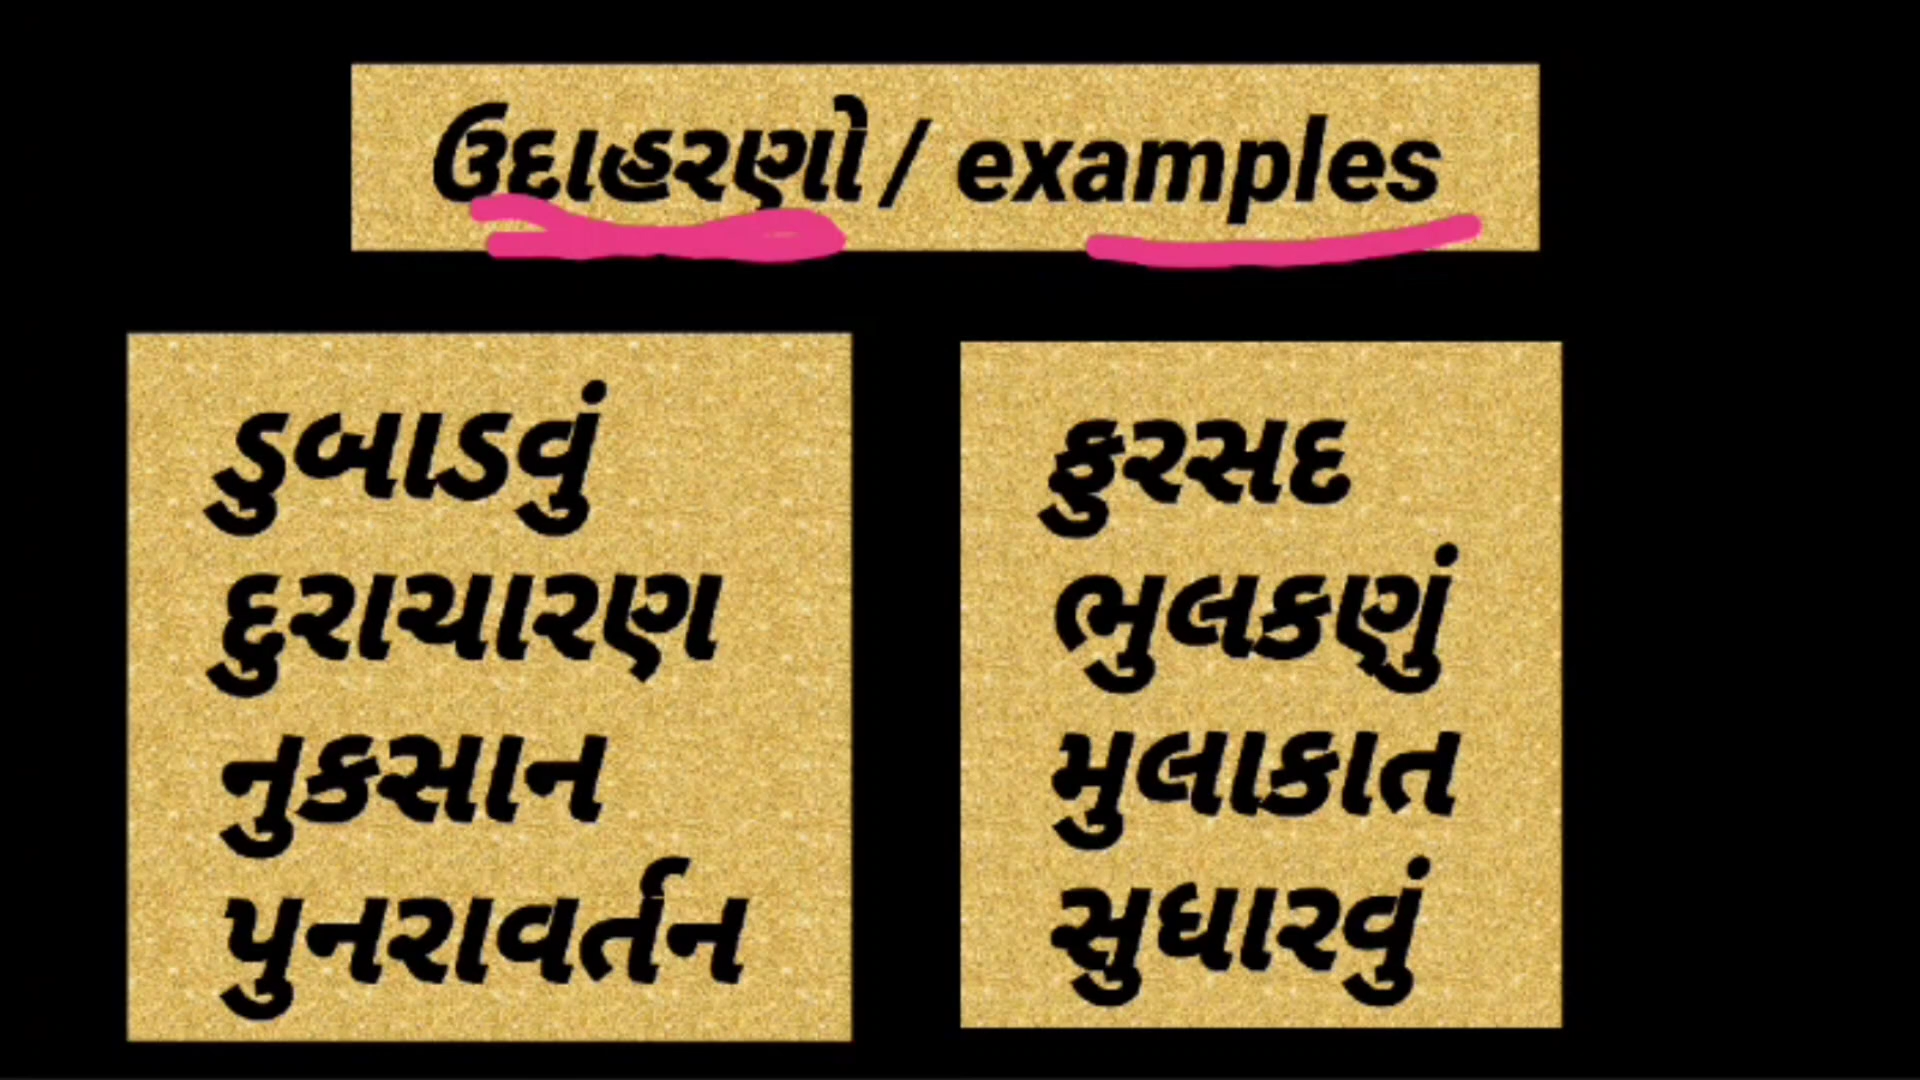 ઉદાહરણો/ examples
ડુબાડવું
દુરાચારણ
નુકસાન
પુનરાવર્તન
ફુરસદ
ભુલકણું
મુલાકાત
સુધારવું